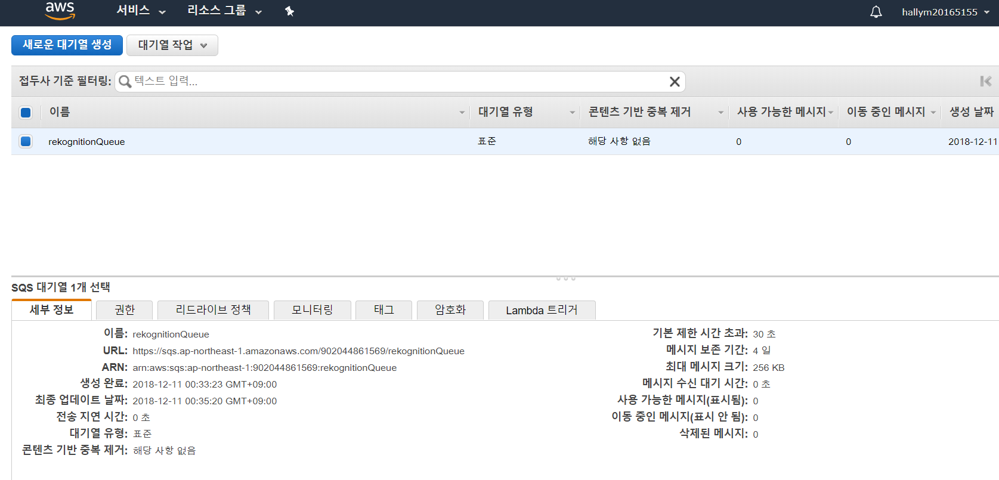 aws 서비스 리소스 그룹 hallym20165155
새로운 대기열 생성 대기열 작업
접두사 기준 필터링: 텍스트 입력...
이름 대기열 유형 콘텐츠 기반 중복 제거 사용 가능한 메시지 이동 중인 메시지 생성 날짜
rekognitionQueue 표준 해당 사항 없음 0 0 2018-12-11
SQS 대기열 1개 선택
세부 정보 권한 리드라이브 정책 모니터링 태그 암호화 Lambda 트리거
이름: rekognitionQueue 기본 제한 시간 초과: 30 초
URL: https://sqs.ap-northeast-1.amazonaws.com/902044861569/rekognitionQueue 메시지 보존 기간: 4 일
ARN: arn:aws:sqs:ap-northeast-1:902044861569:rekognitionQueue 최대 메시지 크기: 256 KB
생성 완료: 2018-12-11 00:33:23 GMT+09:00 메시지 수신 대기 시간: 0 초
최종 업데이트 날짜: 2018-12-11 00:35:20 GMT+09:00 사용 가능한 메시지(표시됨): 0
전송 지연 시간: 0 초 이동 중인 메시지(표시 안 됨): 0
대기열 유형: 표준 삭제된 메시지: 0
콘텐츠 기반 중복 제거: 해당 사항 없음